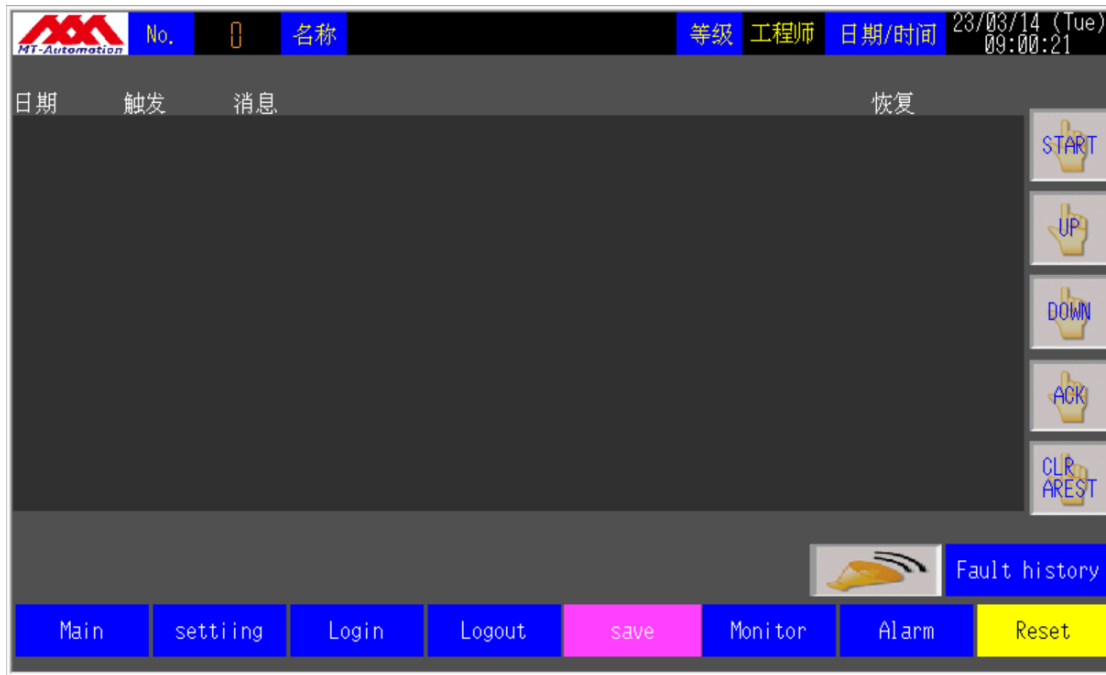 MT-Automation No. 0 名称 等级 工程师 日期/时间 23/03/14 (Tue)
09:00:21
日期 触发 消息 恢复
START
UP
DOWN
ACK
CLR
AREST
Fault history
Main settiing Login Logout save Monitor Alarm Reset